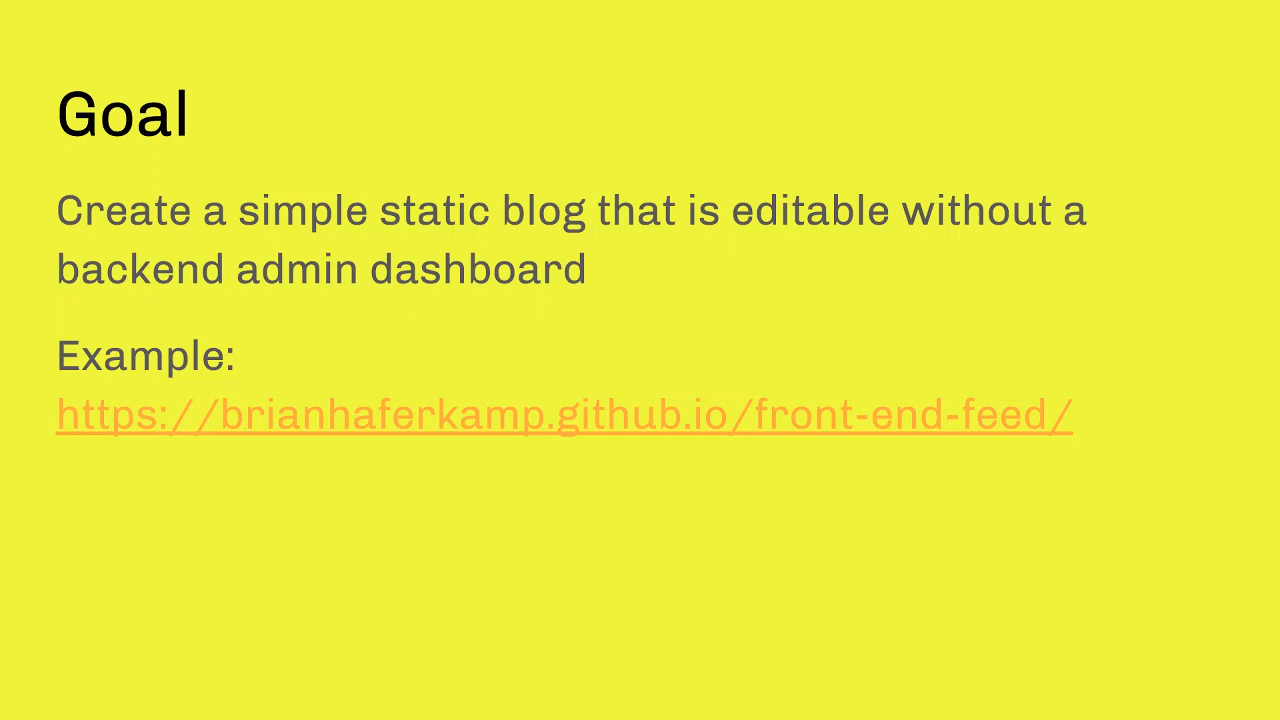 Goal
Create a simple static blog that is editable without a
backend admin dashboard
Example:
https://brianhaferkamp.github.io/front-end-feed/